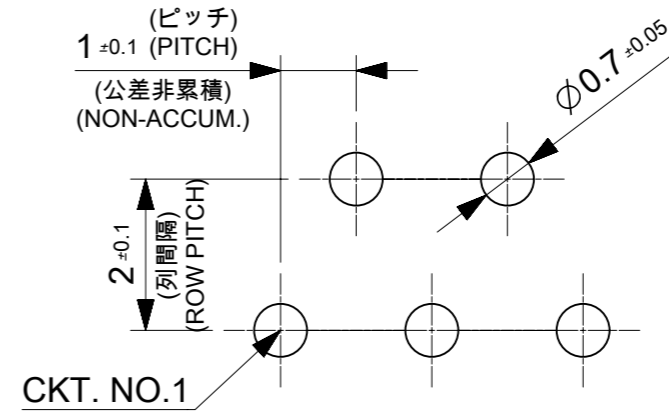 (ピッチ)
1 ±0.1 (PITCH)
(公差非累積)
(NON-ACCUM.)
Φ0.7 ±0.05
2 ±0.1
(列間隔)
(ROW PITCH)
CKT. NO.1